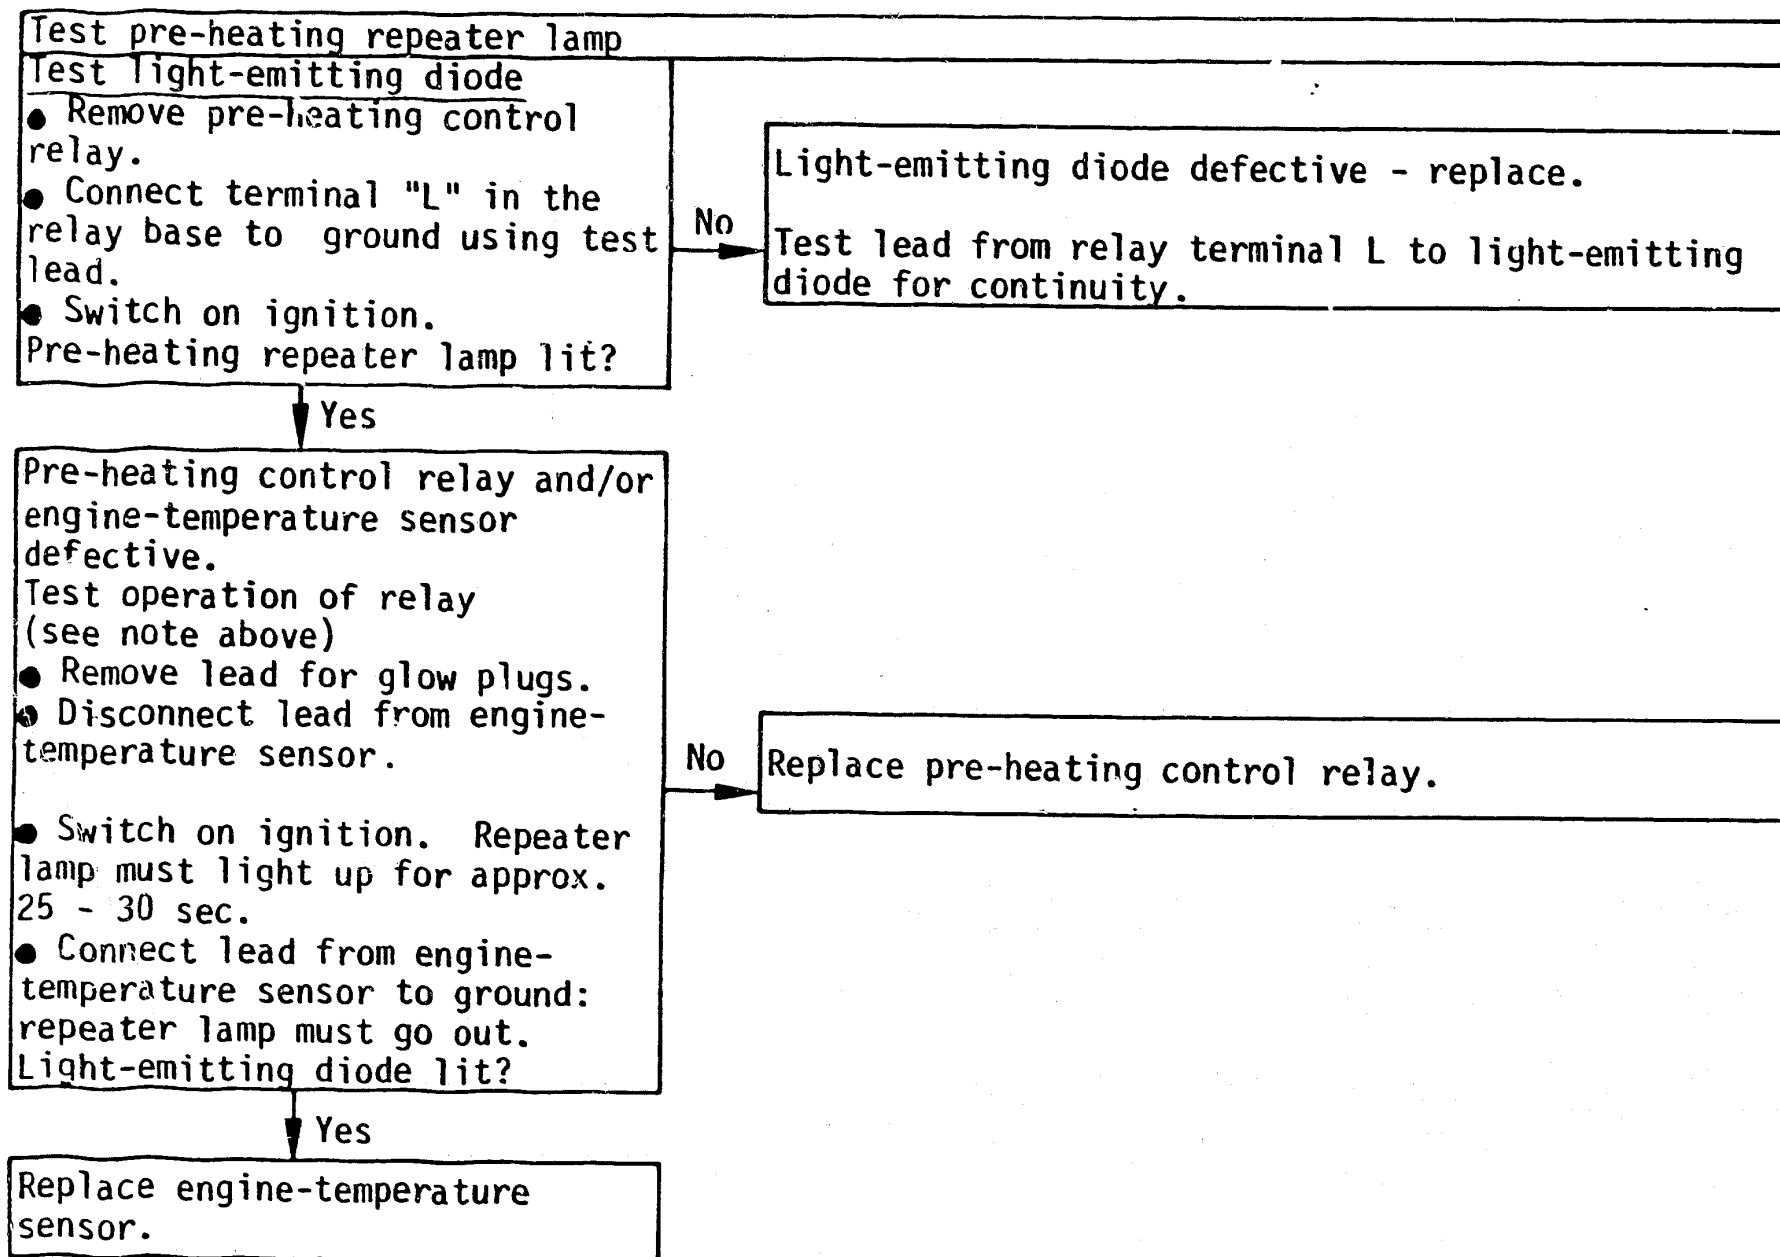 Test pre-heating repeater lamp
Test light-emitting diode
● Remove pre-heating control
relay.
● Connect terminal "L" in the
relay base to ground using test
lead.
● Switch on ignition.
Pre-heating repeater lamp lit?
No
Light-emitting diode defective - replace.
Test lead from relay terminal L to light-emitting
diode for continuity.
Yes
Pre-heating control relay and/or
engine-temperature sensor
defective.
Test operation of relay
(see note above)
● Remove lead for glow plugs.
● Disconnect lead from engine-
temperature sensor.
● Switch on ignition. Repeater
lamp must light up for approx.
25 - 30 sec.
● Connect lead from engine-
temperature sensor to ground:
repeater lamp must go out.
Light-emitting diode lit?
No
Replace pre-heating control relay.
Yes
Replace engine-temperature
sensor.